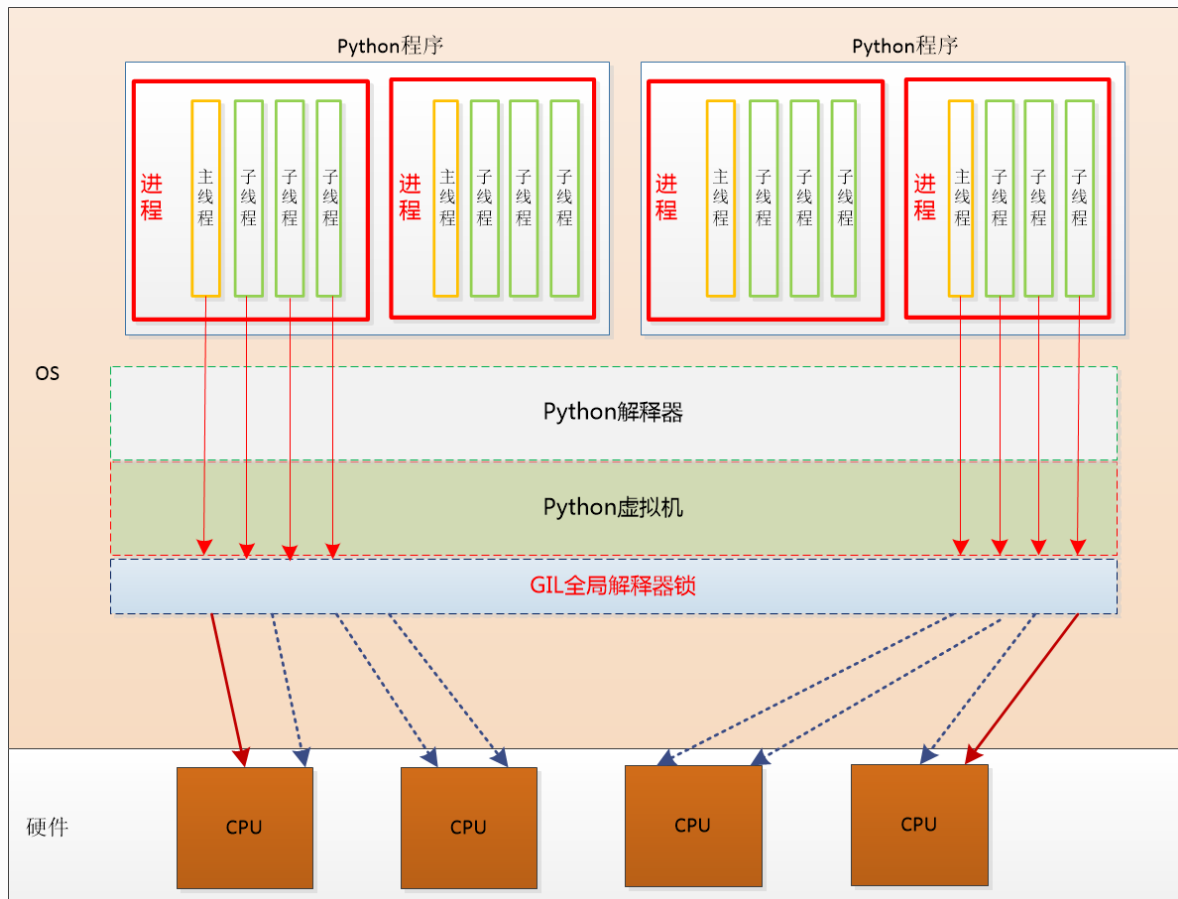 Python程序
Python程序
进程
主线程
子线程
子线程
子线程
进程
主线程
子线程
子线程
子线程
进程
主线程
子线程
子线程
子线程
进程
主线程
子线程
子线程
子线程
OS
Python解释器
Python虚拟机
GIL全局解释器锁
硬件
CPU
CPU
CPU
CPU